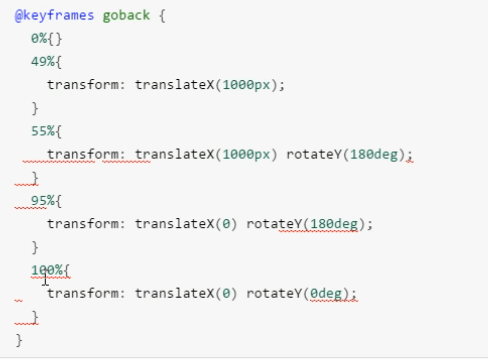 @keyframes goback {
  0%{}
  49%{
    transform: translateX(1000px);
  }
  55%{
    transform: translateX(1000px) rotateY(180deg);
  }
  95%{
    transform: translateX(0) rotateY(180deg);
  }
  100%{
    transform: translateX(0) rotateY(0deg);
  }
}